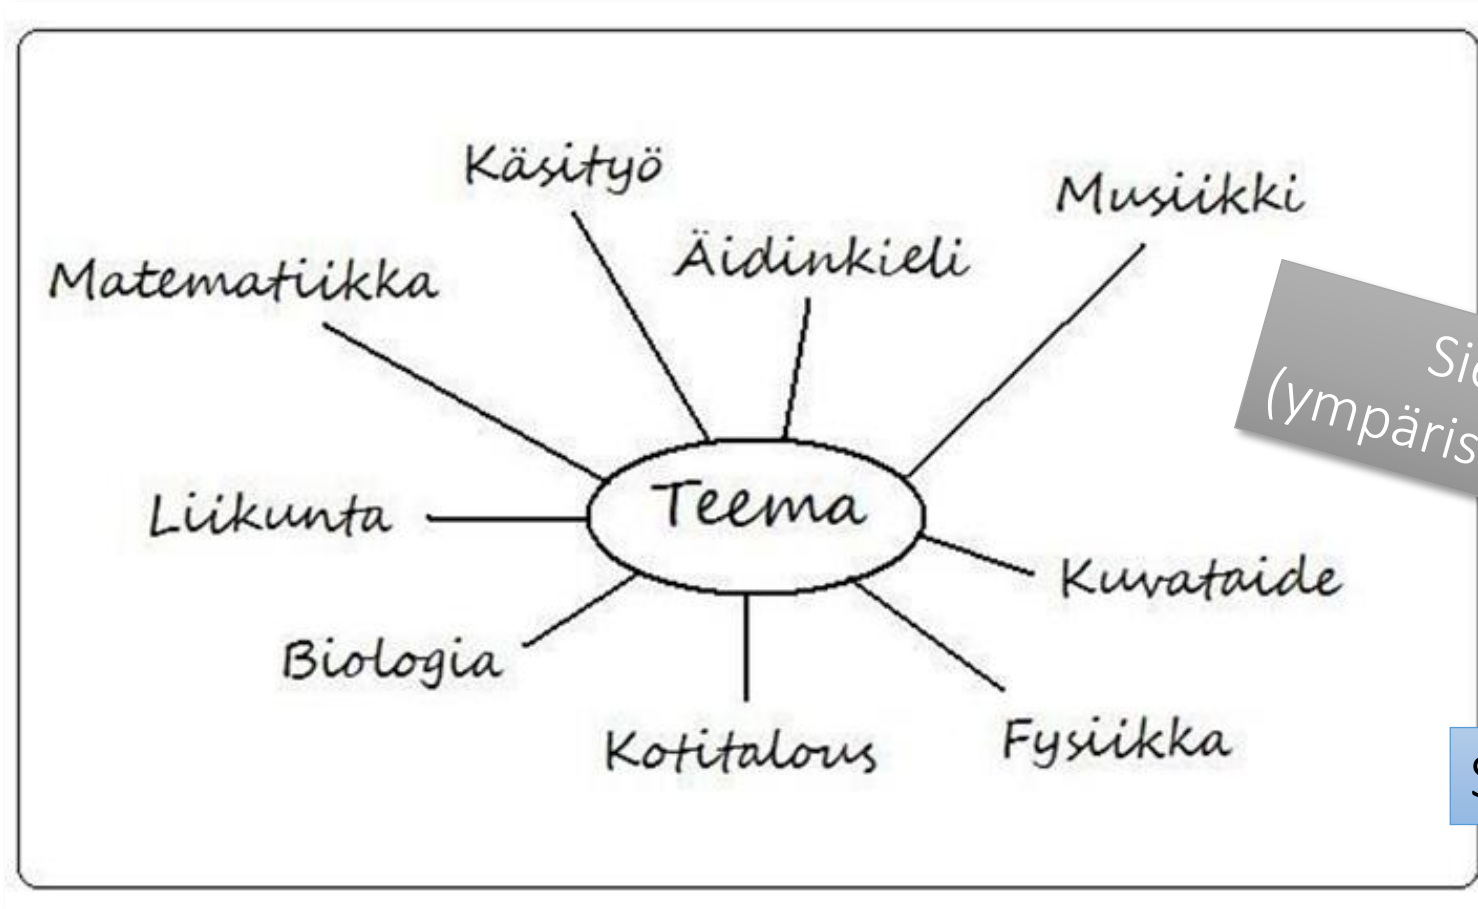 Käsityö
Musiikki
Äidinkieli
Matematiikka
Teema
Liikunta
Kuvataide
Biologia
Kotitalous
Fysiikka